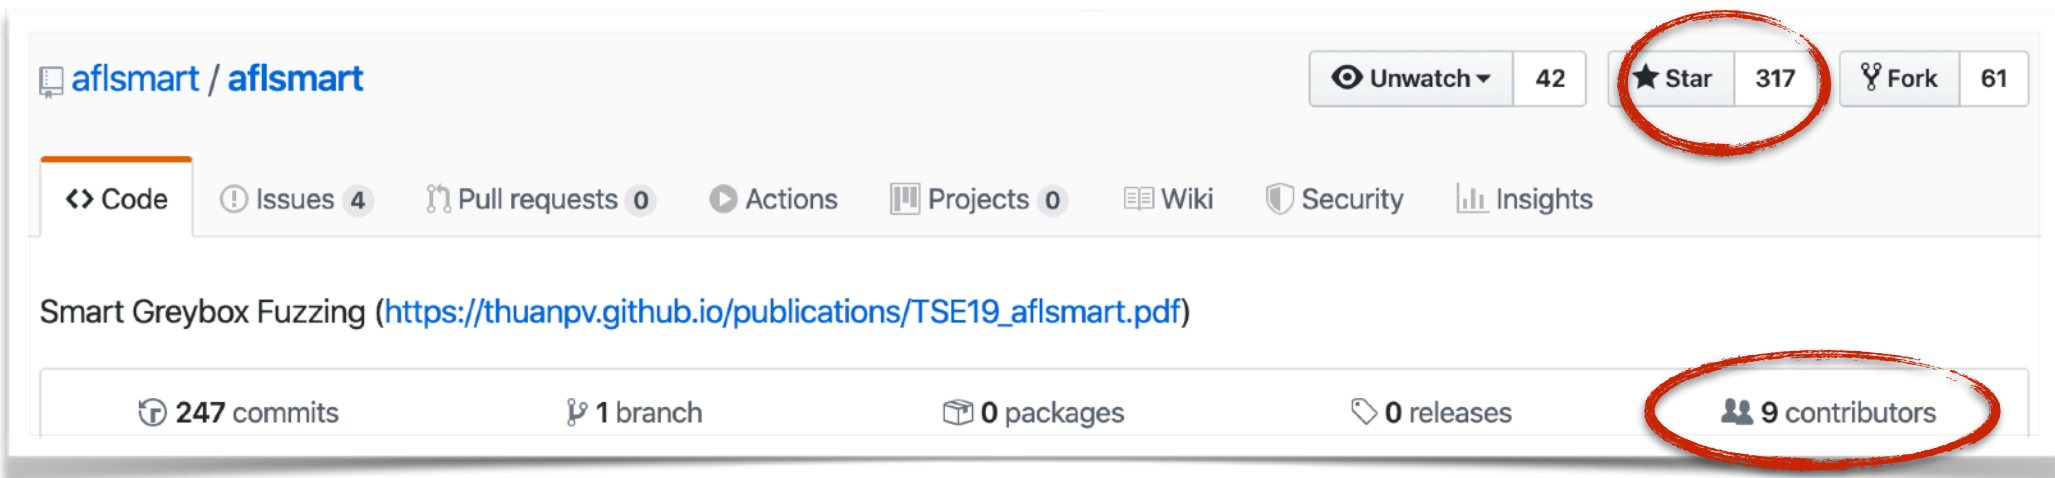 aflsmart / aflsmart Unwatch 42 Star 317 Fork 61
Code Issues 4 Pull requests 0 Actions Projects 0 Wiki Security Insights
Smart Greybox Fuzzing (https://thuanpv.github.io/publications/TSE19_aflsmart.pdf)
247 commits 1 branch 0 packages 0 releases 9 contributors